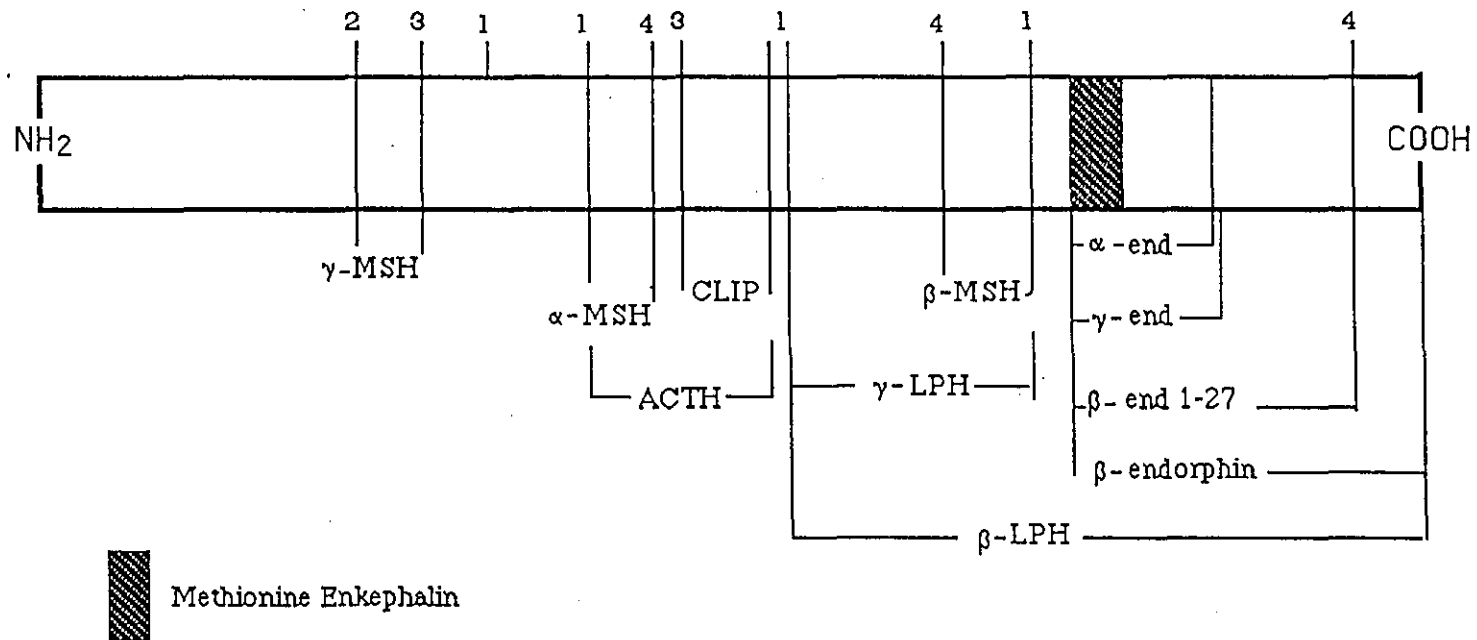 2 3 1 1 4 3 1 4 1 4
NH2 COOH
γ-MSH α-end
CLIP β-MSH
α-MSH γ-end
ACTH γ-LPH β-end 1-27
β-endorphin
β-LPH
Methionine Enkephalin